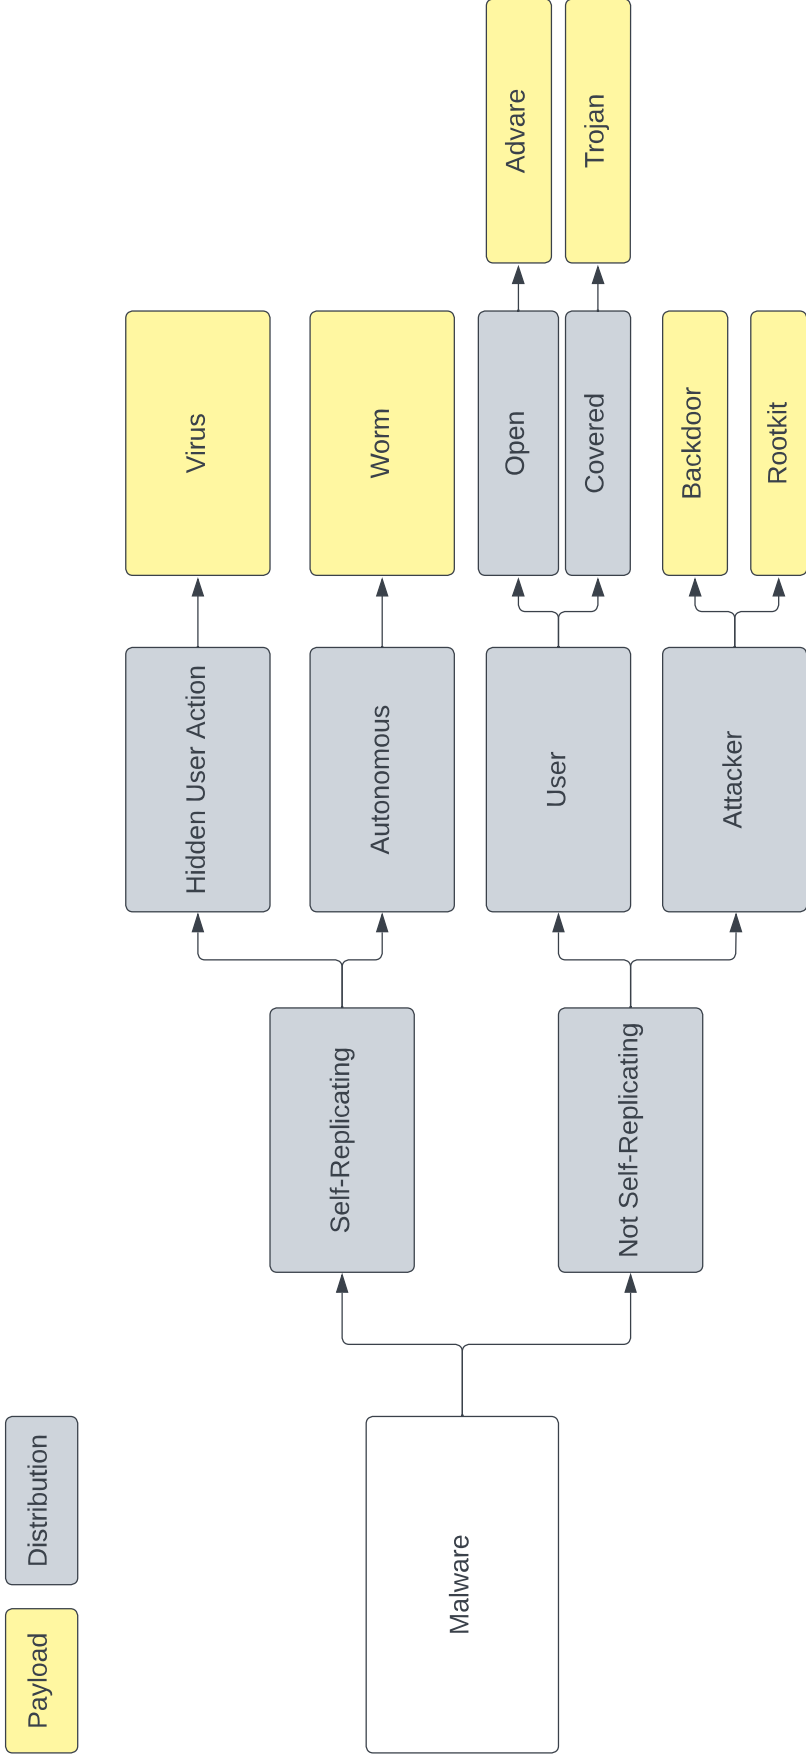 Payload
Distribution
Malware
Self-Replicating
Not Self-Replicating
Hidden User Action
Autonomous
User
Attacker
Virus
Worm
Open
Covered
Backdoor
Rootkit
Advare
Trojan